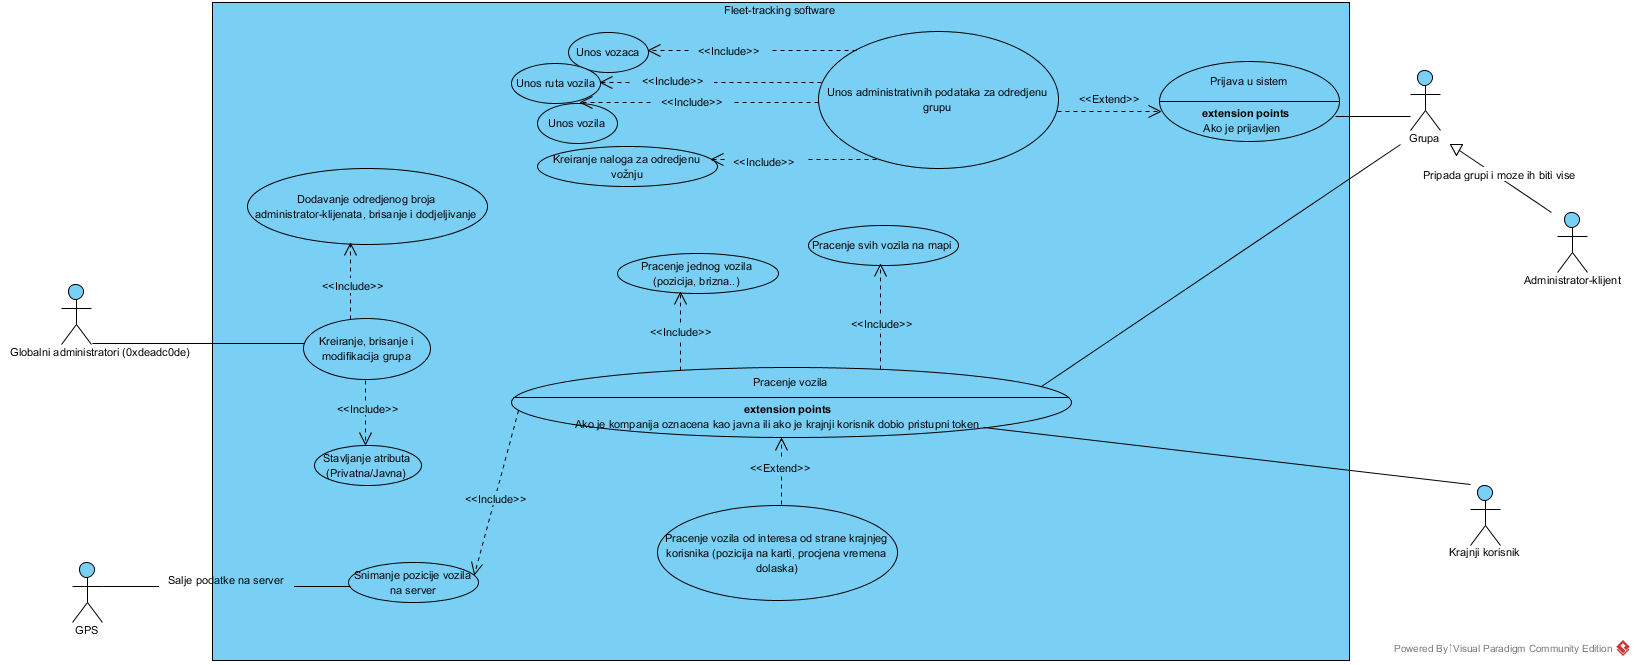 Fleet-tracking software
Unos vozaca
<<Include>>
Unos ruta vozila
<<Include>>
Unos administrativnih podataka za odredjenu
grupu
<<Extend>>
Prijava u sistem
extension points
Ako je prijavljen
<<Include>>
Unos vozila
Grupa
Kreiranje naloga za odredjenu
vožnju
<<Include>>
Pripada grupi i moze ih biti vise
Dodavanje odredjenog broja
administrator-klijenata, brisanje i dodjeljivanje
Administrator-klijent
Pracenje svih vozila na mapi
Pracenje jednog vozila
(pozicija, brizna..)
<<Include>>
<<Include>>
<<Include>>
Globalni administratori (0xdeadc0de)
Kreiranje, brisanje i
modifikacija grupa
Pracenje vozila
extension points
Ako je kompanija oznacena kao javna ili ako je krajnji korisnik dobio pristupni token
<<Include>>
Stavljanje atributa
(Privatna/Javna)
<<Extend>>
<<Include>>
Pracenje vozila od interesa od strane krajnjeg
korisnika (pozicija na karti, procjena vremena
dolaska)
Krajnji korisnik
Salje podatke na server
Snimanje pozicije vozila
na server
GPS
Powered By Visual Paradigm Community Edition